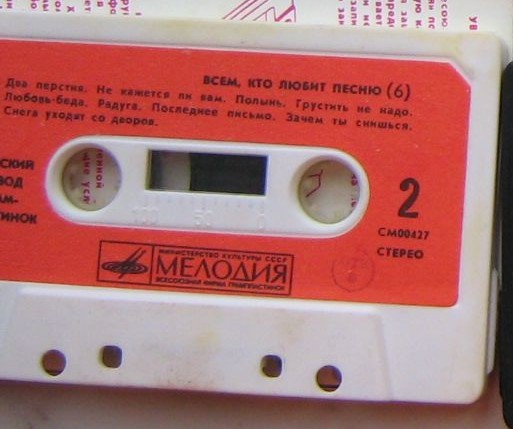 ВСЕМ, КТО ЛЮБИТ ПЕСНЮ (6)
Два перстня. Не кажется ли вам. Полынь. Грустить не надо.
Любовь-беда. Радуга. Последнее письмо. Зачем ты снишься.
Снега уходят со дворов.
СКИЙ
ВОД
АМ-
ТИНОК
100 50 0
2
СМ00427
СТЕРЕО
МИНИСТЕРСТВО КУЛЬТУРЫ СССР
МЕЛОДИЯ
ВСЕСОЮЗНАЯ ФИРМА ГРАМПЛАСТИНОК